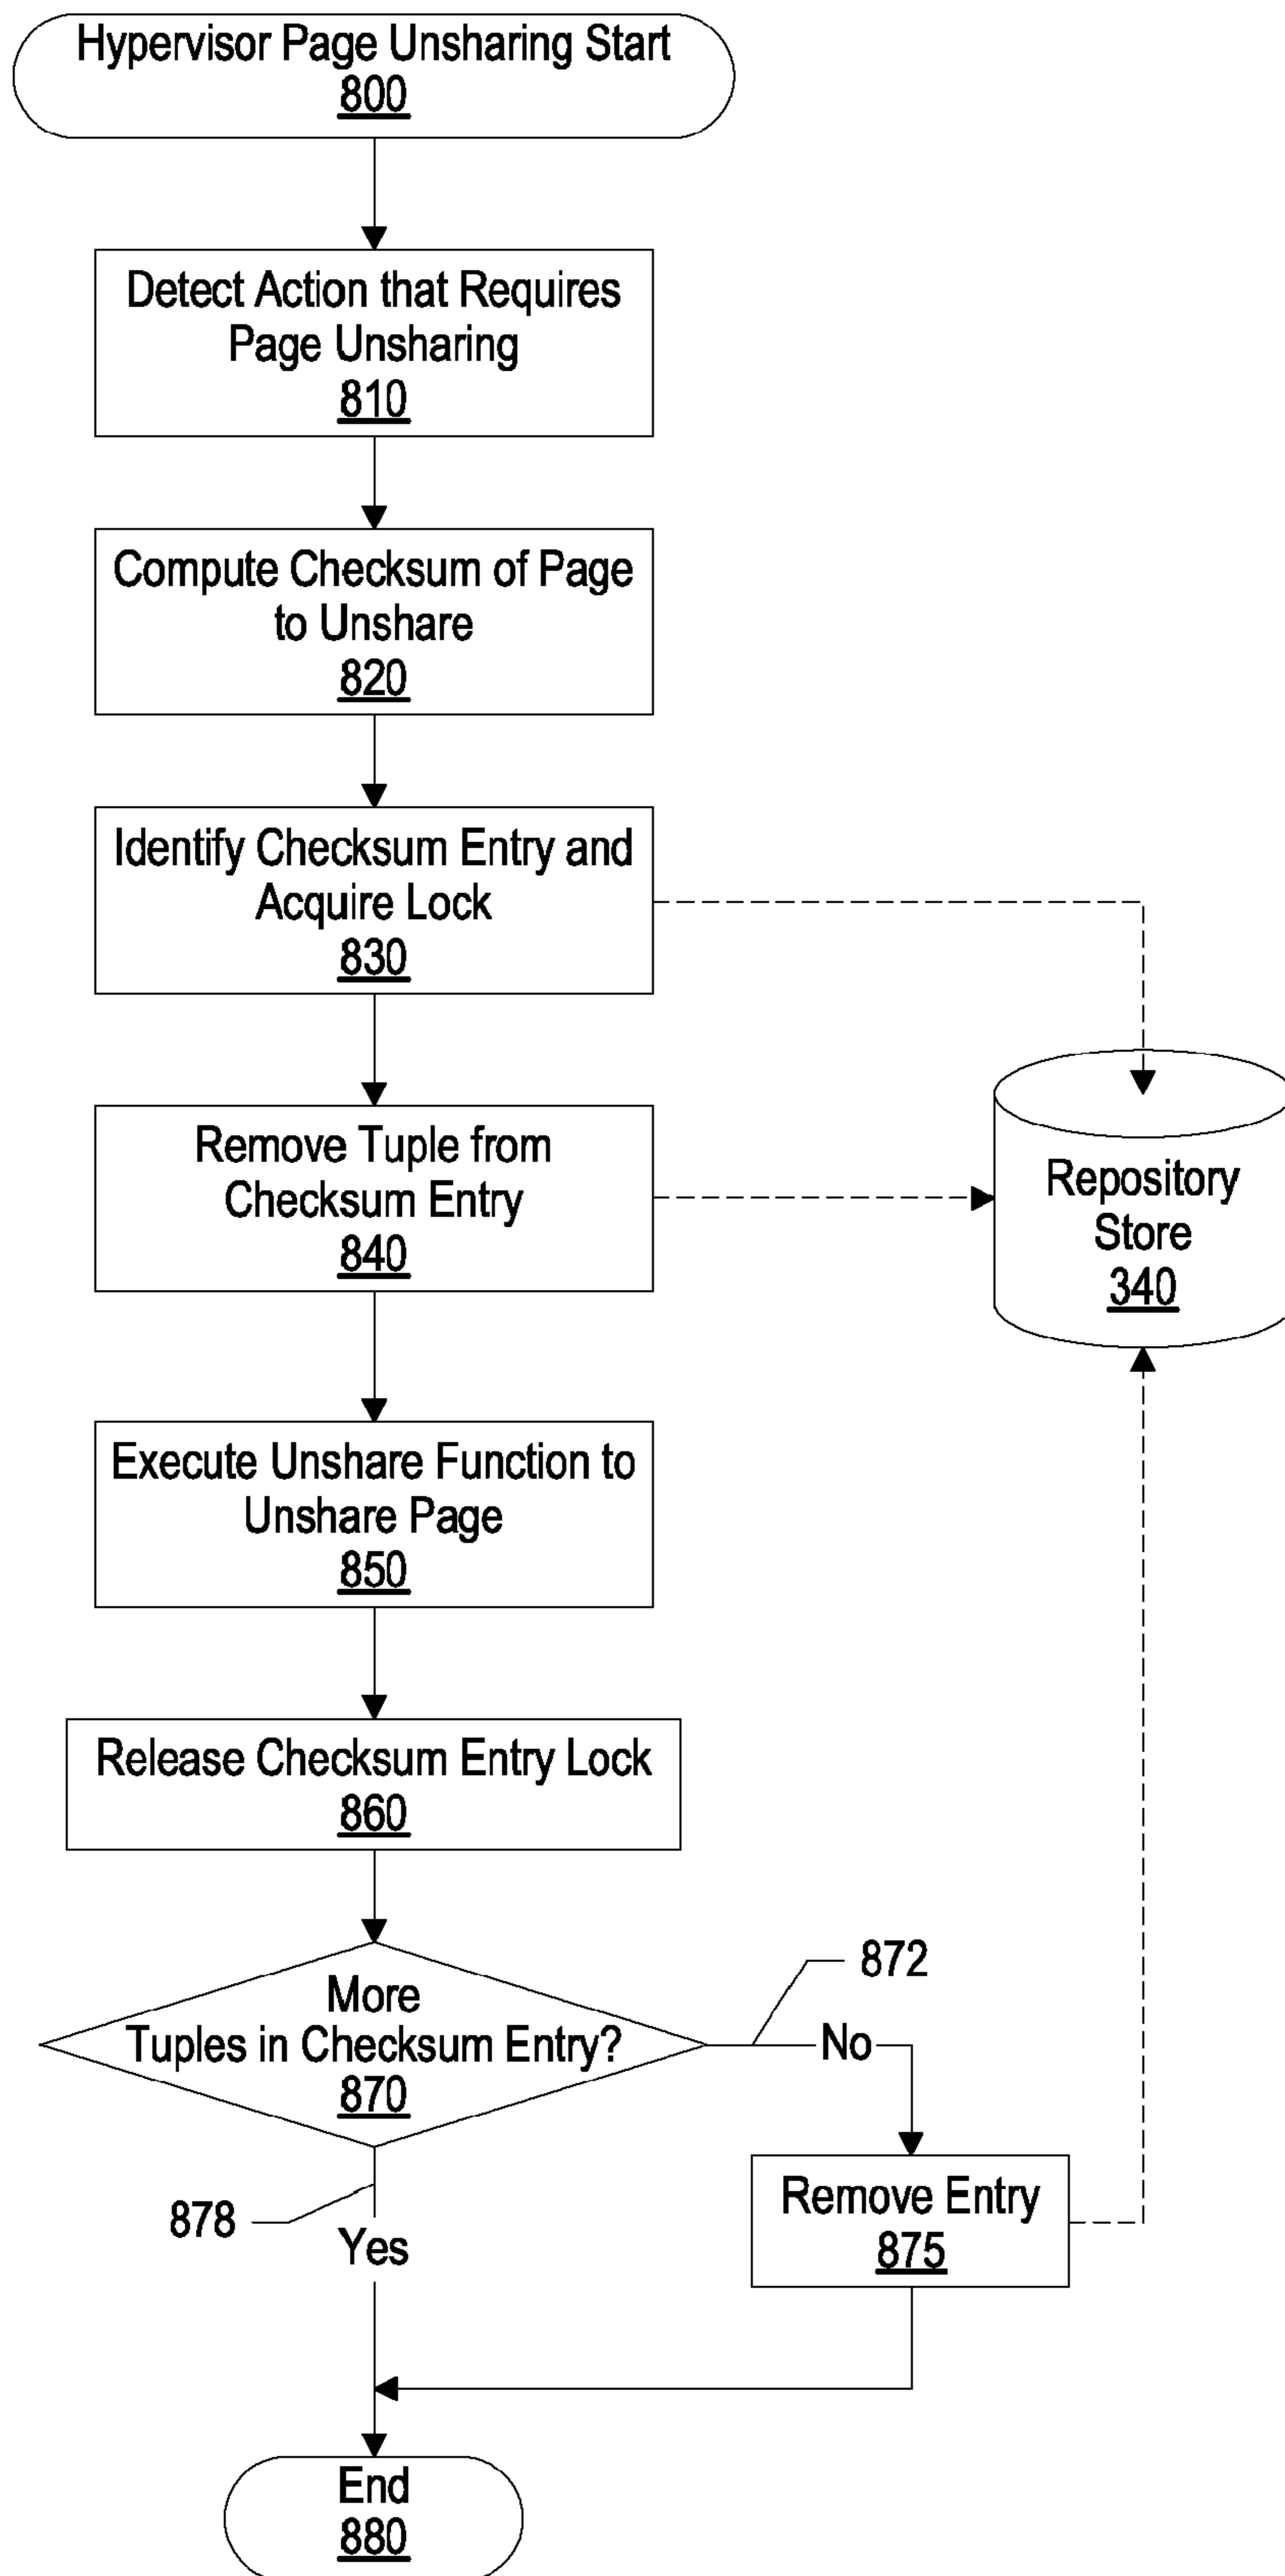 Hypervisor Page Unsharing Start
800
Detect Action that Requires
Page Unsharing
810
Compute Checksum of Page
to Unshare
820
Identify Checksum Entry and
Acquire Lock
830
Remove Tuple from
Checksum Entry
840
Repository
Store
340
Execute Unshare Function to
Unshare Page
850
Release Checksum Entry Lock
860
More
Tuples in Checksum Entry?
870
872
No
Remove Entry
875
878
Yes
End
880